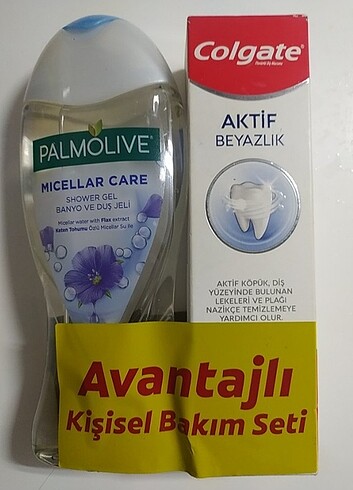 PALMOLIVE
MICELLAR CARE
SHOWER GEL
BANYO VE DUŞ JELİ
Micellar water with Flax extract
Keten Tohumu Özlü Micellar Su ile
Colgate
AKTİF
BEYAZLIK
AKTİF KÖPÜK, DİŞ
YÜZEYİNDE BULUNAN
LEKELERİ VE PLAĞI
NAZİKÇE TEMİZLEMEYE
YARDIMCI OLUR.
Avantajlı
Kişisel Bakım Seti